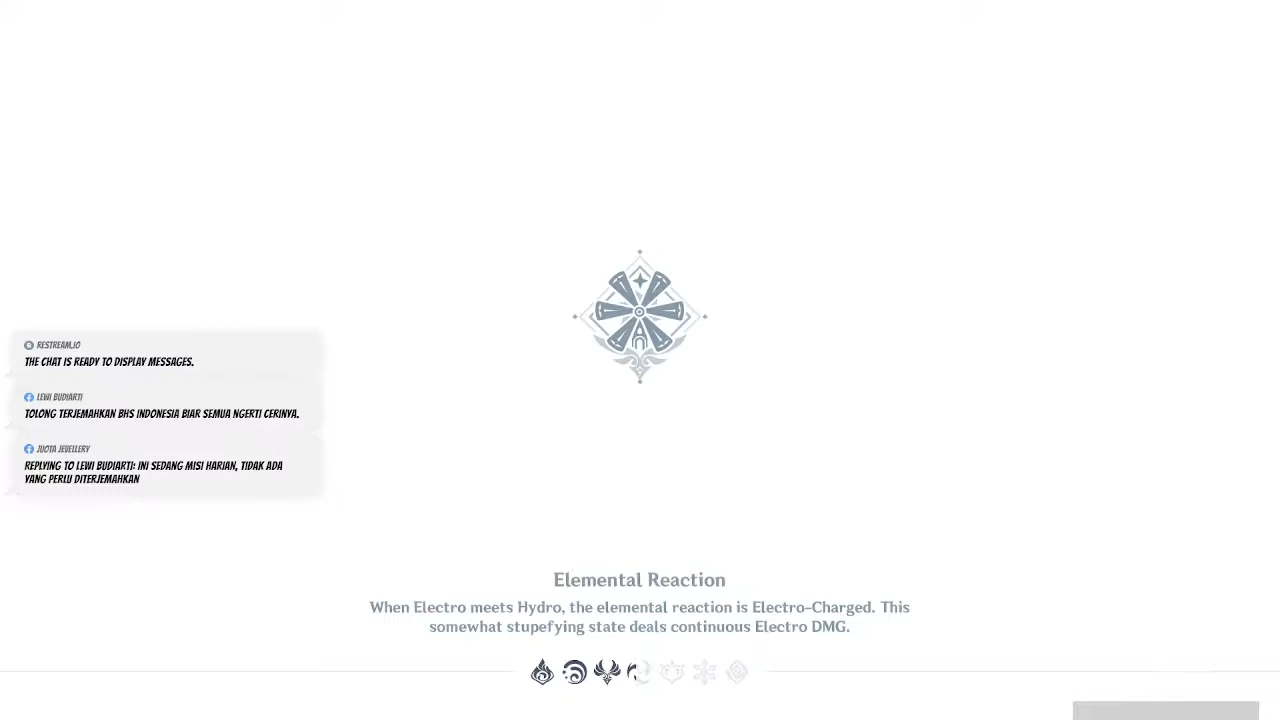 RESTREAM.IO
THE CHAT IS READY TO DISPLAY MESSAGES.
LEWI BUDIARTI
TOLONG TERJEMAHKAN BHS INDONESIA BIAR SEMUA NGERTI CERINYA.
JUOTA JEVELLERY
REPLYING TO LEWI BUDIARTI: INI SEDANG MISI HARIAN, TIDAK ADA
YANG PERLU DITERJEMAHKAN
Elemental Reaction
When Electro meets Hydro, the elemental reaction is Electro-Charged. This
somewhat stupefying state deals continuous Electro DMG.